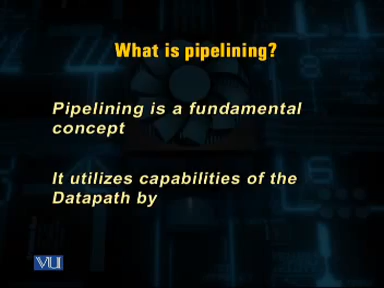 What is pipelining?
Pipelining is a fundamental
concept
It utilizes capabilities of the
Datapath by
VU